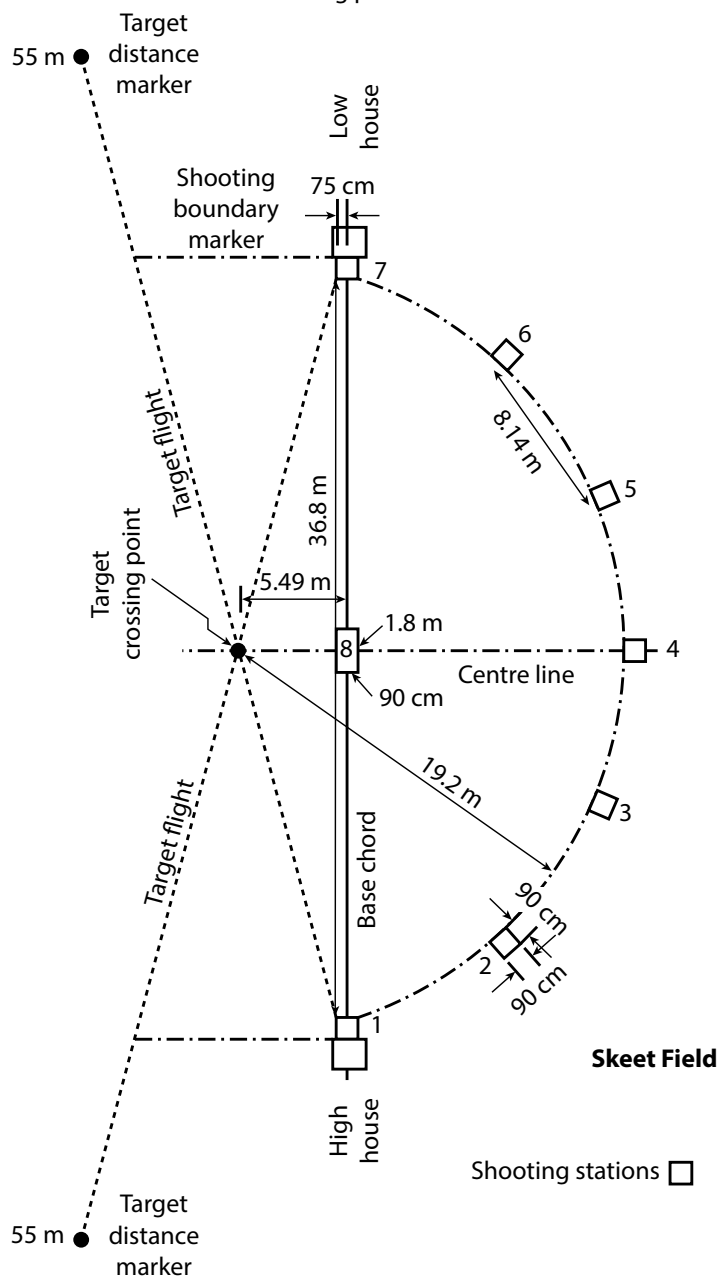 Target
distance
marker
55 m
Low
house
75 cm
Shooting
boundary
marker
7
6
8.14 m
5
Target flight
36.8 m
Target
crossing point
5.49 m
8
1.8 m
4
Centre line
90 cm
19.2 m
3
Target flight
Base chord
90 cm
2
90 cm
1
Skeet Field
High
house
Shooting stations
Target
distance
marker
55 m